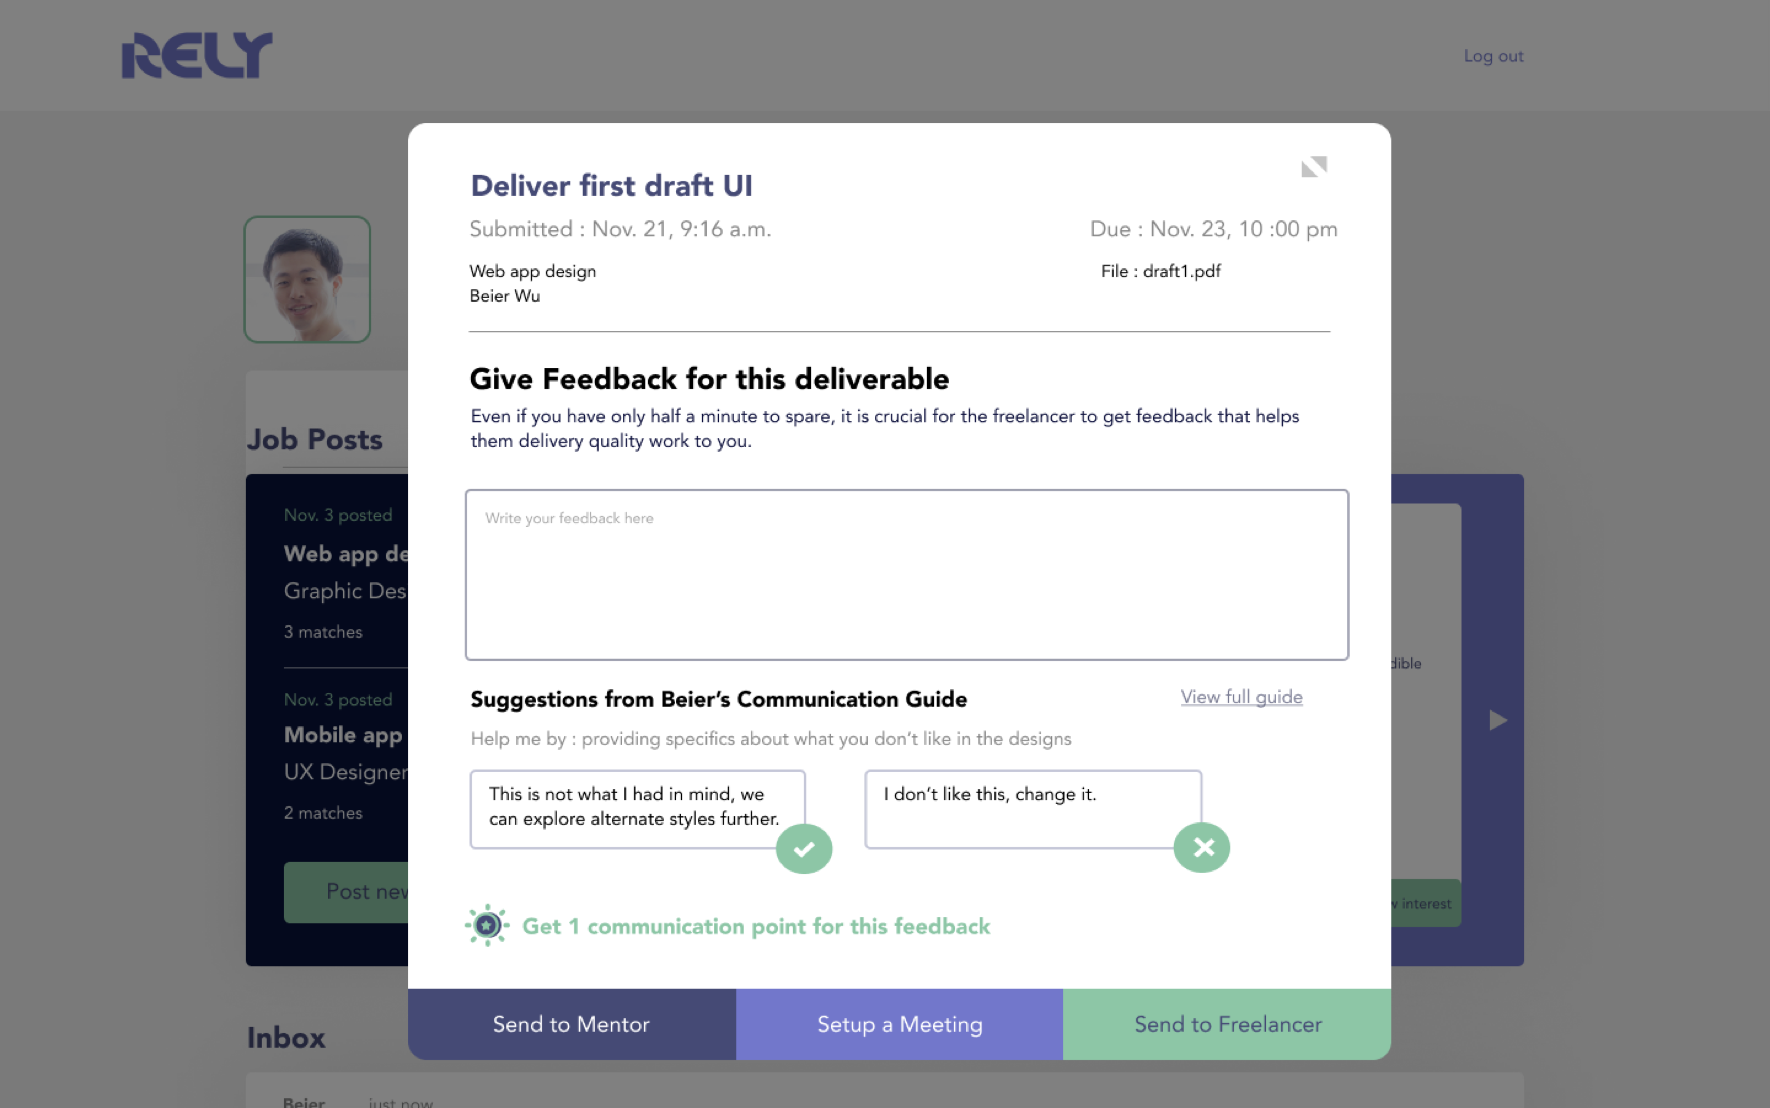 RELY
Log out
Deliver first draft UI
Submitted : Nov. 21, 9:16 a.m.
Due : Nov. 23, 10 :00 pm
Web app design
File : draft1.pdf
Beier Wu
Give Feedback for this deliverable
Even if you have only half a minute to spare, it is crucial for the freelancer to get feedback that helps
them delivery quality work to you.
Write your feedback here
Suggestions from Beier’s Communication Guide
View full guide
Help me by : providing specifics about what you don’t like in the designs
This is not what I had in mind, we
can explore alternate styles further.
I don’t like this, change it.
Get 1 communication point for this feedback
Send to Mentor
Setup a Meeting
Send to Freelancer
Job Posts
Nov. 3 posted
Web app de
Graphic Des
3 matches
Nov. 3 posted
Mobile app
UX Designer
2 matches
Post new
dible
w interest
Inbox
Beier
just now